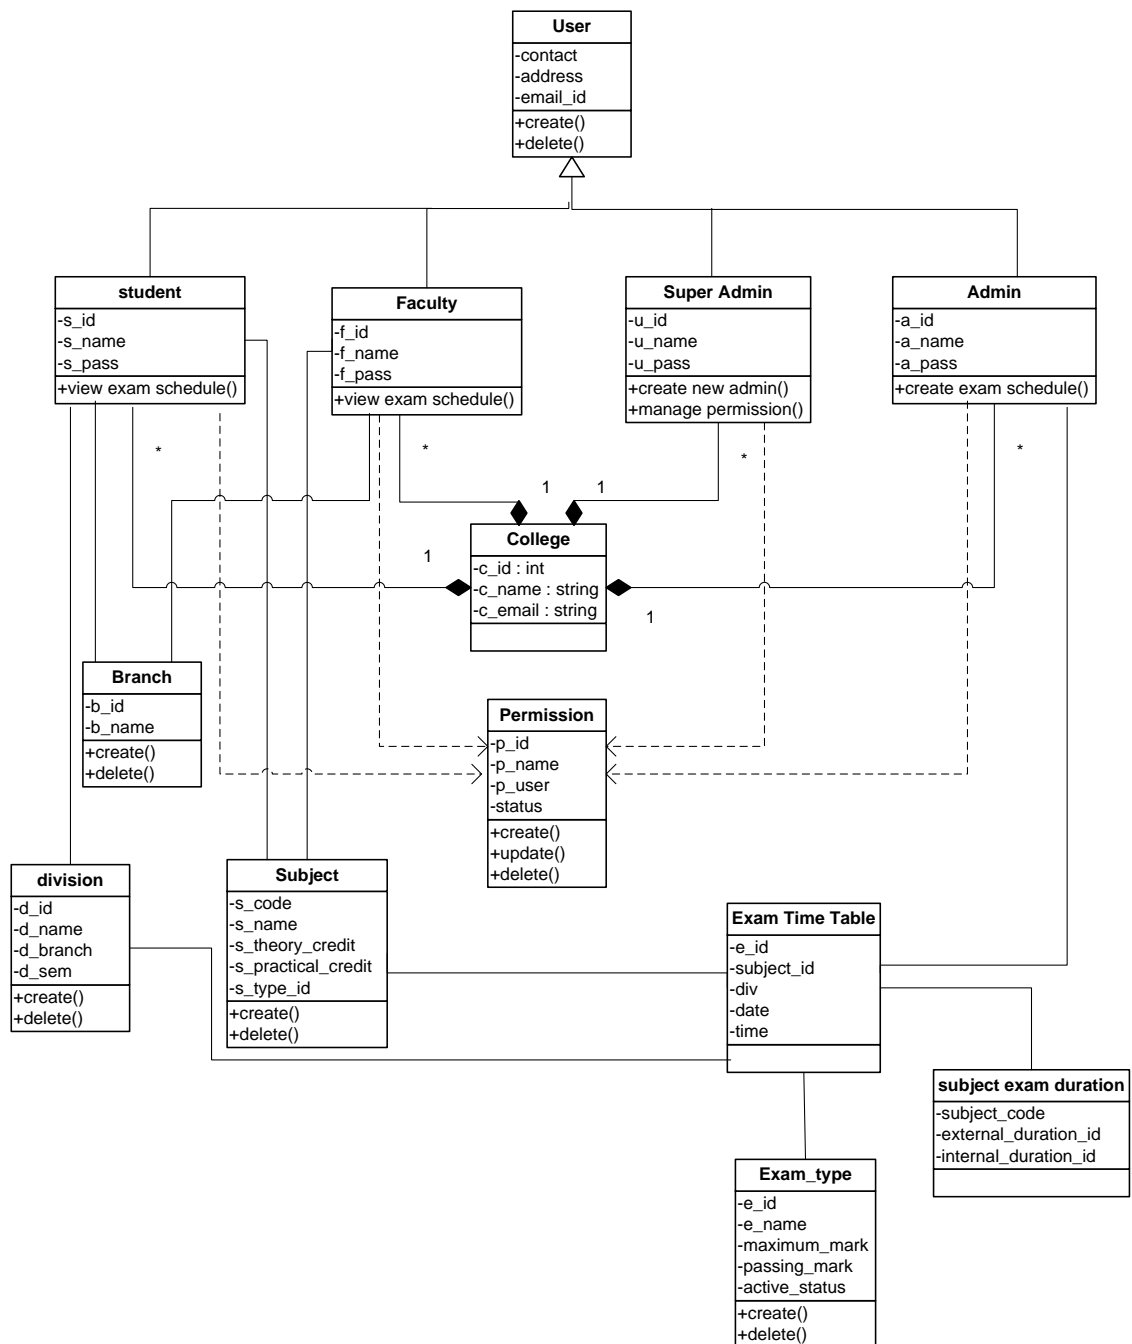 User
-contact
-address
-email_id
+create()
+delete()
student
-s_id
-s_name
-s_pass
+view exam schedule()
Faculty
-f_id
-f_name
-f_pass
+view exam schedule()
Super Admin
-u_id
-u_name
-u_pass
+create new admin()
+manage permission()
Admin
-a_id
-a_name
-a_pass
+create exam schedule()
*
*
*
*
1
1
1
1
College
-c_id : int
-c_name : string
-c_email : string
Branch
-b_id
-b_name
+create()
+delete()
Permission
-p_id
-p_name
-p_user
-status
+create()
+update()
+delete()
division
-d_id
-d_name
-d_branch
-d_sem
+create()
+delete()
Subject
-s_code
-s_name
-s_theory_credit
-s_practical_credit
-s_type_id
+create()
+delete()
Exam Time Table
-e_id
-subject_id
-div
-date
-time
subject exam duration
-subject_code
-external_duration_id
-internal_duration_id
Exam_type
-e_id
-e_name
-maximum_mark
-passing_mark
-active_status
+create()
+delete()